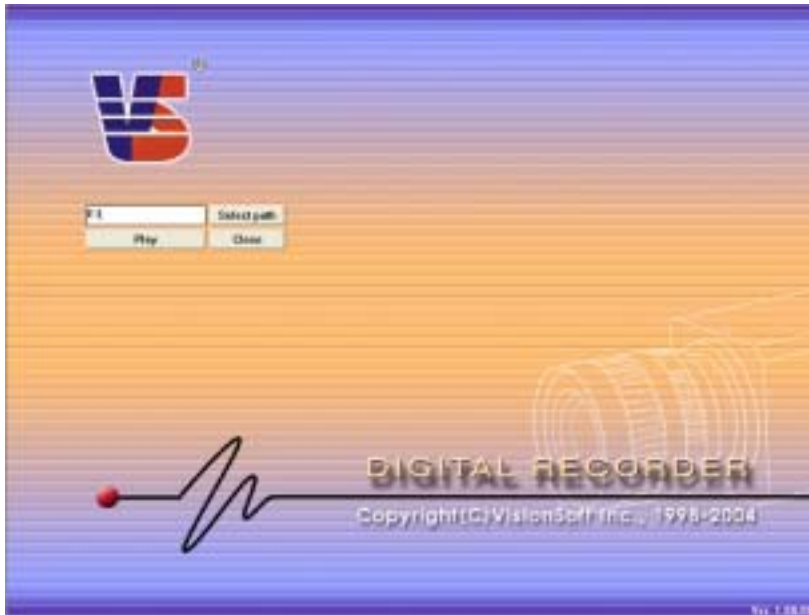 VS
Select path
Play
Close
DIGITAL RECORDER
Copyright(C)VisionSoft Inc., 1998-2004